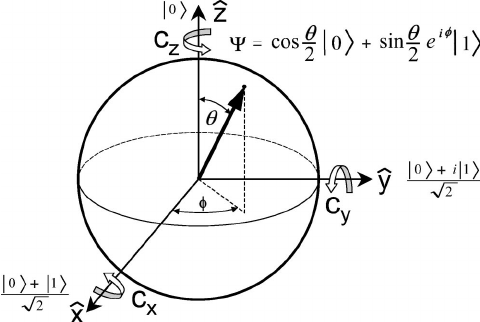 |0⟩ ẑ
C_z
Ψ = cos θ/2 |0⟩ + sin θ/2 e^{iϕ} |1⟩
θ
ŷ
(|0⟩ + i|1⟩)/√2
C_y
ϕ
(|0⟩ + |1⟩)/√2
x̂
C_x